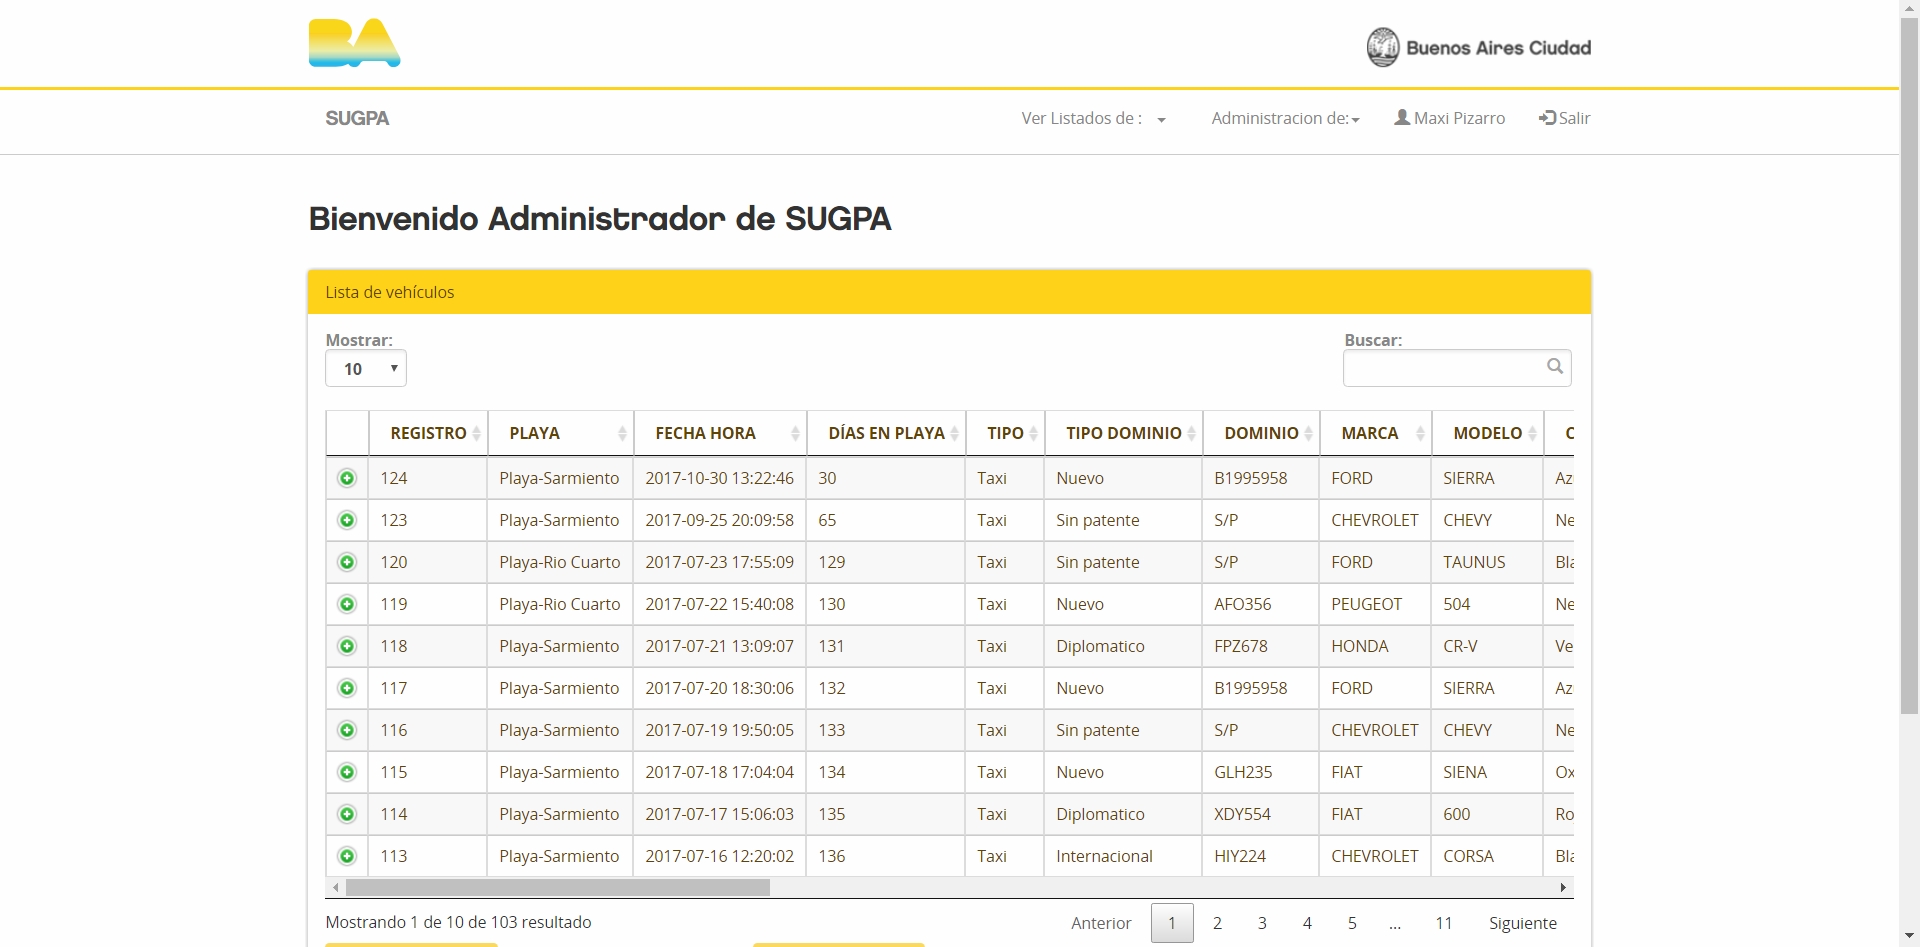 BA
Buenos Aires Ciudad
SUGPA Ver Listados de : Administracion de: Maxi Pizarro Salir
Bienvenido Administrador de SUGPA
Lista de vehículos
Mostrar: Buscar:
10
REGISTRO PLAYA FECHA HORA DÍAS EN PLAYA TIPO TIPO DOMINIO DOMINIO MARCA MODELO C
124 Playa-Sarmiento 2017-10-30 13:22:46 30 Taxi Nuevo B1995958 FORD SIERRA Az
123 Playa-Sarmiento 2017-09-25 20:09:58 65 Taxi Sin patente S/P CHEVROLET CHEVY Ne
120 Playa-Rio Cuarto 2017-07-23 17:55:09 129 Taxi Sin patente S/P FORD TAUNUS Bla
119 Playa-Rio Cuarto 2017-07-22 15:40:08 130 Taxi Nuevo AFO356 PEUGEOT 504 Ne
118 Playa-Sarmiento 2017-07-21 13:09:07 131 Taxi Diplomatico FPZ678 HONDA CR-V Ve
117 Playa-Sarmiento 2017-07-20 18:30:06 132 Taxi Nuevo B1995958 FORD SIERRA Az
116 Playa-Sarmiento 2017-07-19 19:50:05 133 Taxi Sin patente S/P CHEVROLET CHEVY Ne
115 Playa-Sarmiento 2017-07-18 17:04:04 134 Taxi Nuevo GLH235 FIAT SIENA Ox
114 Playa-Sarmiento 2017-07-17 15:06:03 135 Taxi Diplomatico XDY554 FIAT 600 Ro
113 Playa-Sarmiento 2017-07-16 12:20:02 136 Taxi Internacional HIY224 CHEVROLET CORSA Bla
Mostrando 1 de 10 de 103 resultado Anterior 1 2 3 4 5 ... 11 Siguiente